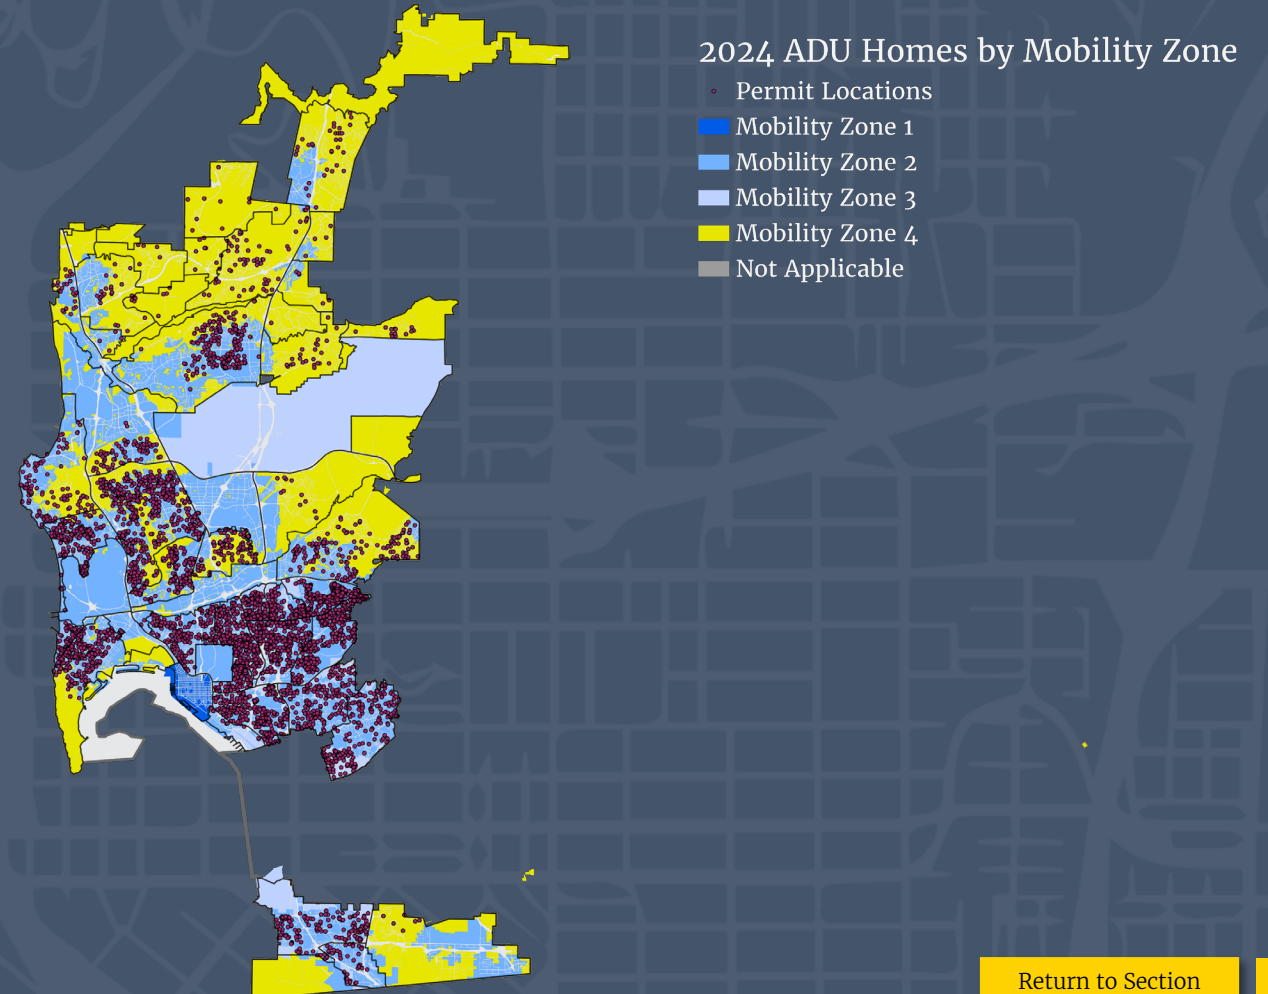 2024 ADU Homes by Mobility Zone
Permit Locations
Mobility Zone 1
Mobility Zone 2
Mobility Zone 3
Mobility Zone 4
Not Applicable
Return to Section